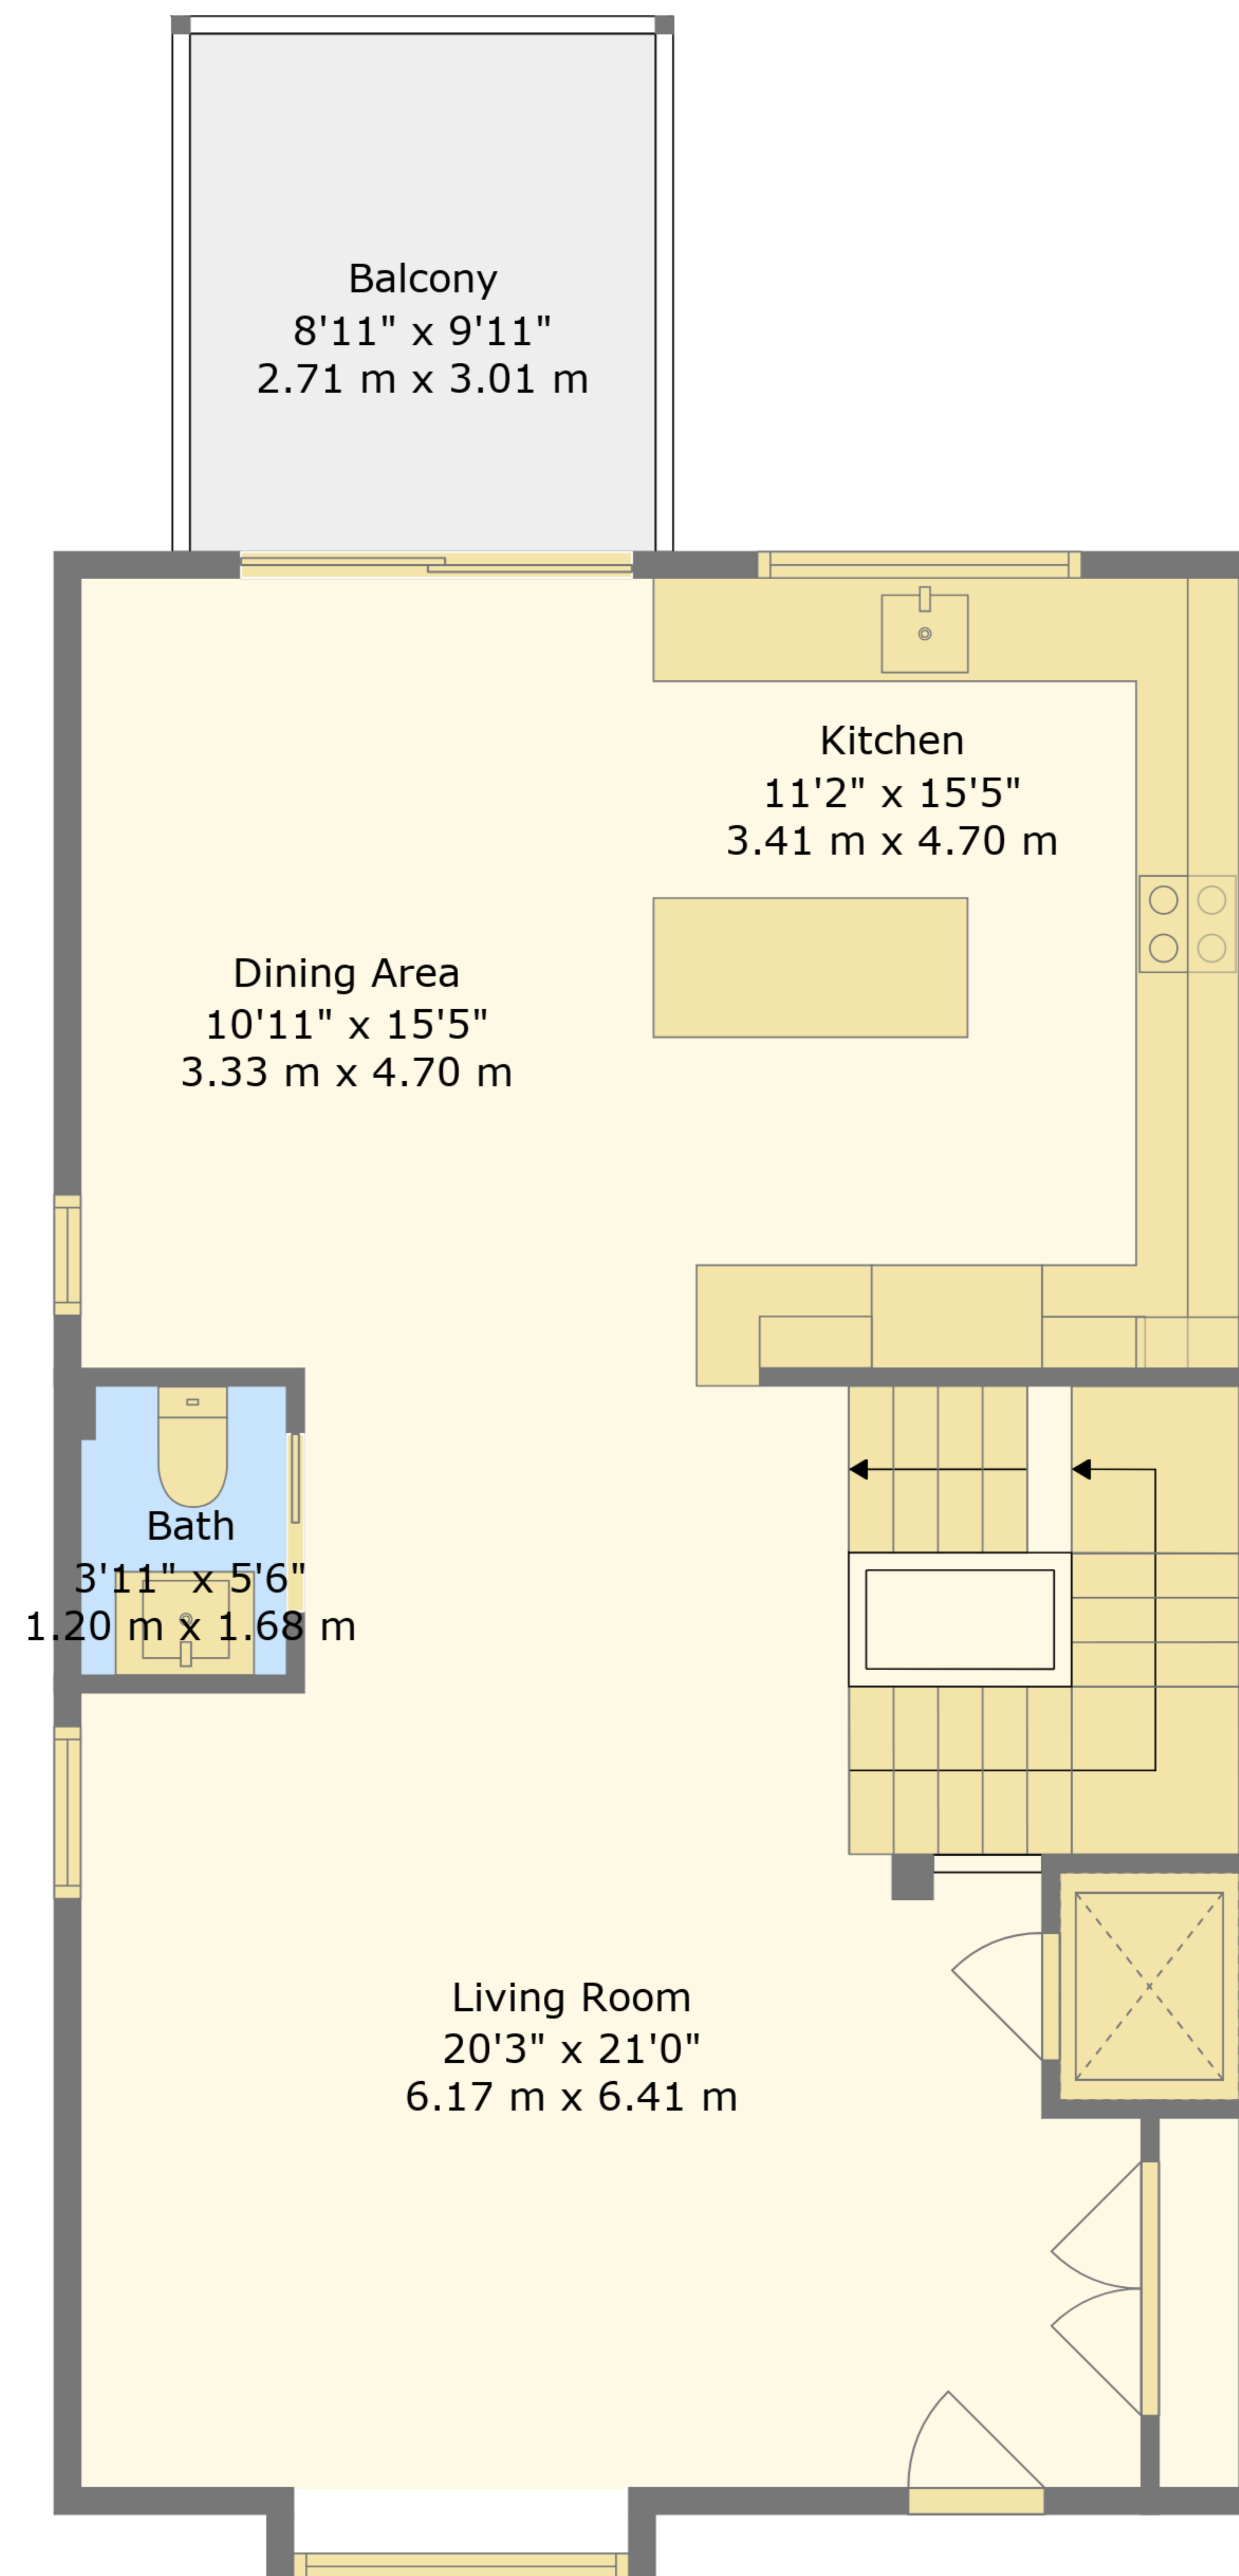 Balcony
8'11" x 9'11"
2.71 m x 3.01 m
Kitchen
11'2" x 15'5"
3.41 m x 4.70 m
Dining Area
10'11" x 15'5"
3.33 m x 4.70 m
Bath
3'11" x 5'6"
1.20 m x 1.68 m
Living Room
20'3" x 21'0"
6.17 m x 6.41 m